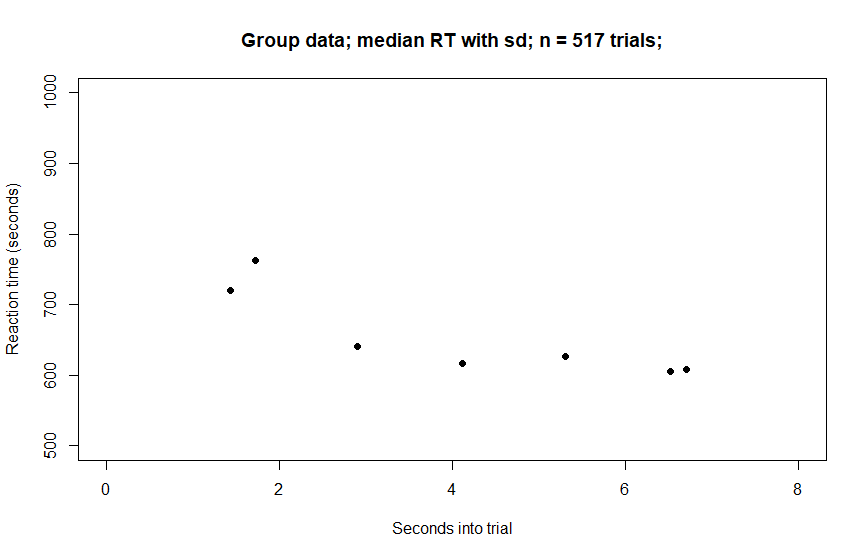 Group data; median RT with sd; n = 517 trials;
Reaction time (seconds)
1000
900
800
700
600
500
0 2 4 6 8
Seconds into trial